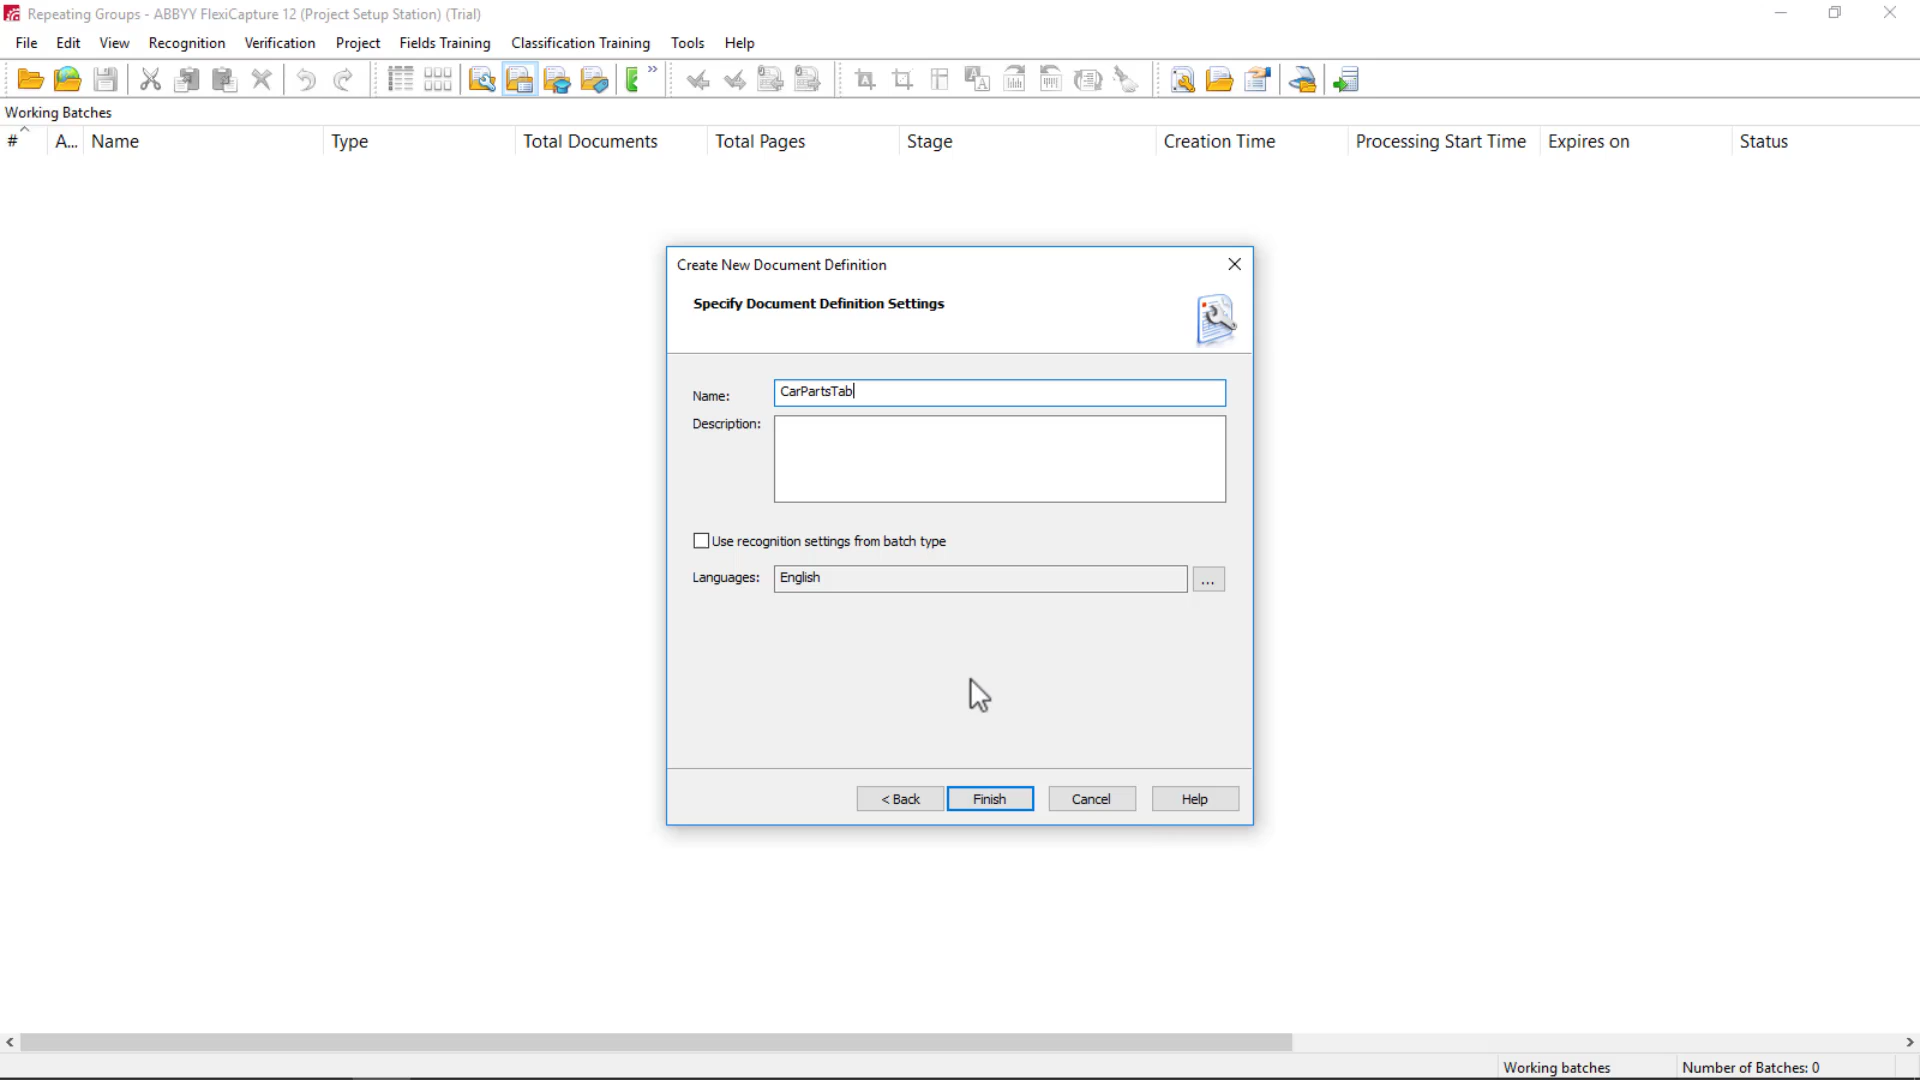 Repeating Groups - ABBYY FlexiCapture 12 (Project Setup Station) (Trial)
File Edit View Recognition Verification Project Fields Training Classification Training Tools Help
Working Batches
# A... Name Type Total Documents Total Pages Stage Creation Time Processing Start Time Expires on Status
Create New Document Definition
Specify Document Definition Settings
Name: CarPartsTab
Description:
Use recognition settings from batch type
Languages: English ...
< Back Finish Cancel Help
Working batches Number of Batches: 0